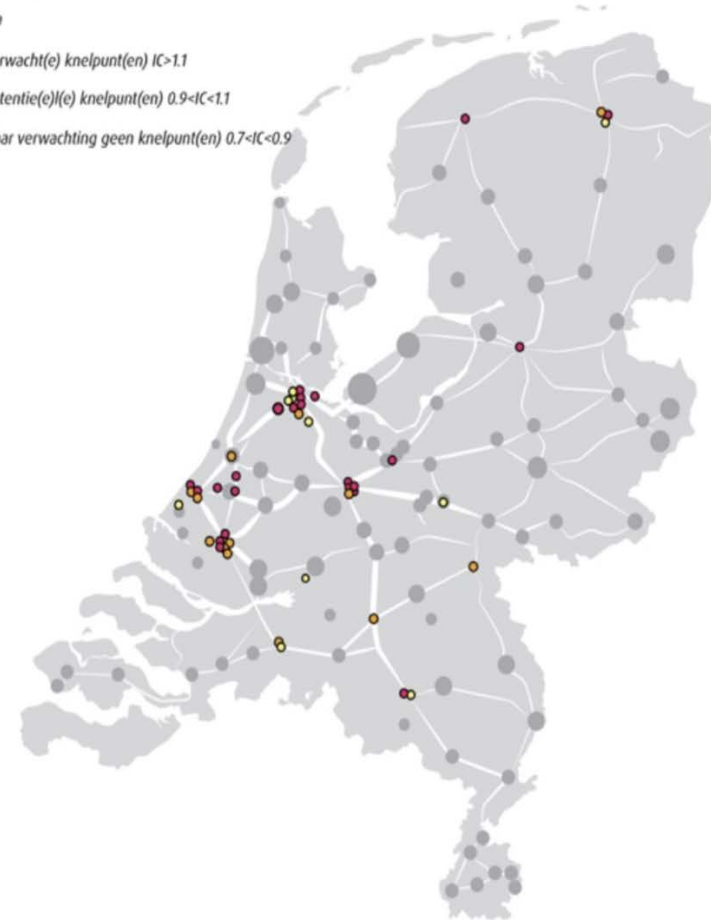 rwacht(e) knelpunt(en) IC>1.1
tentie(e)l(e) knelpunt(en) 0.9<IC<1.1
ar verwachting geen knelpunt(en) 0.7<IC<0.9